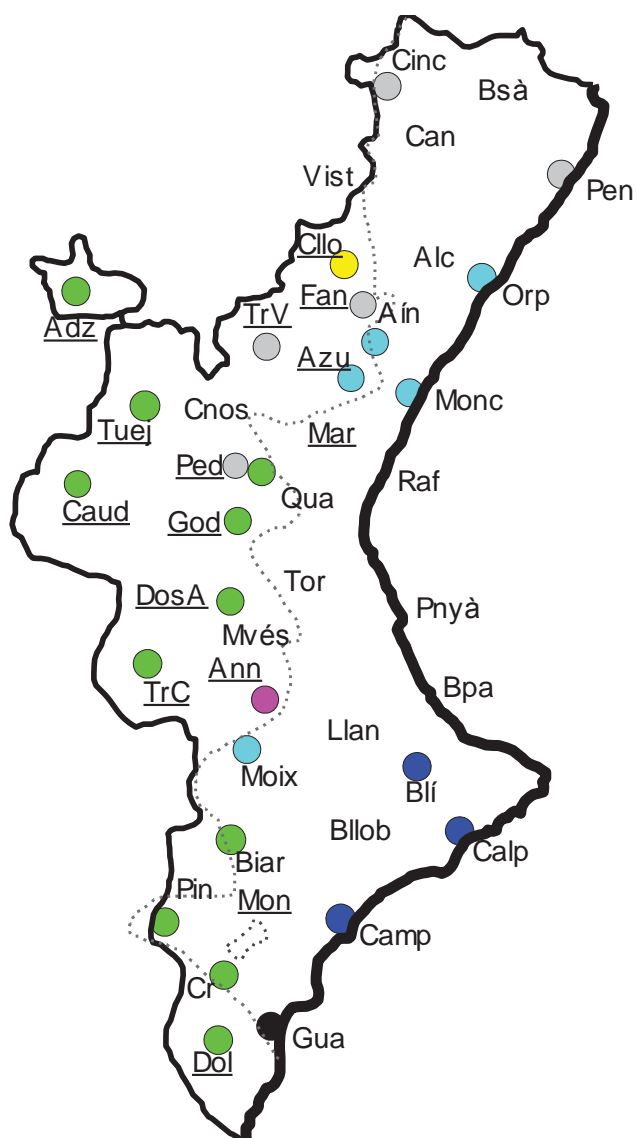 Cinc
Bsà
Can
Vist
Pen
Cllo
Alc
Fan
Orp
Adz
TrV
Aín
Azu
Monc
Cnos
Tuej
Mar
Ped
Raf
Qua
Caud
God
Tor
DosA
Pnyà
Mvés
Ann
TrC
Bpa
Llan
Moix
Blí
Bllob
Calp
Biar
Pin
Mon
Camp
Cr
Gua
Dol